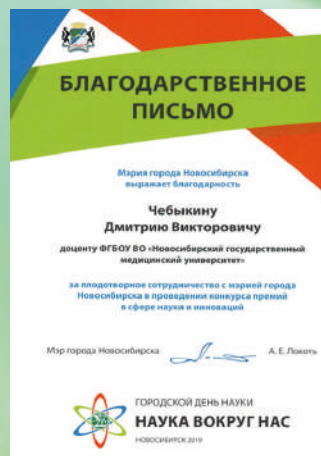 БЛАГОДАРСТВЕННОЕ
ПИСЬМО
Мэрия города Новосибирска
выражает благодарность
Чебыкину
Дмитрию Викторовичу
доценту ФГБОУ ВО «Новосибирский государственный
медицинский университет»
за плодотворное сотрудничество с мэрией города
Новосибирска в проведении конкурса премий
в сфере науки и инноваций
Мэр города Новосибирска А. Е. Локоть
ГОРОДСКОЙ ДЕНЬ НАУКИ
НАУКА ВОКРУГ НАС
НОВОСИБИРСК 2019